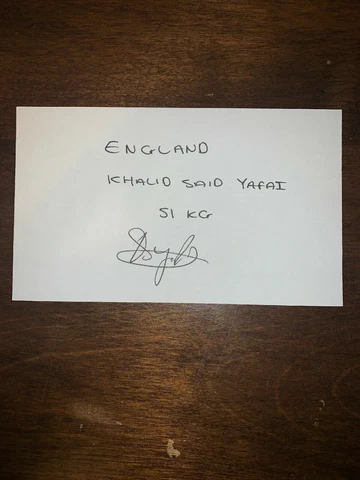 ENGLAND
KHALID SAID YAFAI
51 KG